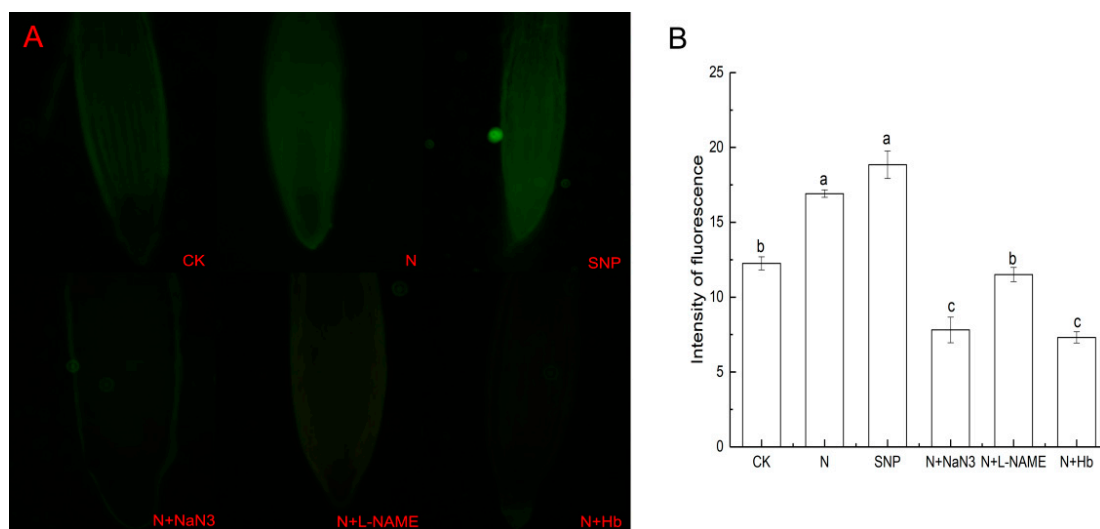 A
CK
N
SNP
N+NaN3
N+L-NAME
N+Hb
B
Intensity of fluorescence
25
20
15
10
5
0
b
a
a
c
b
c
CK
N
SNP
N+NaN3
N+L-NAME
N+Hb